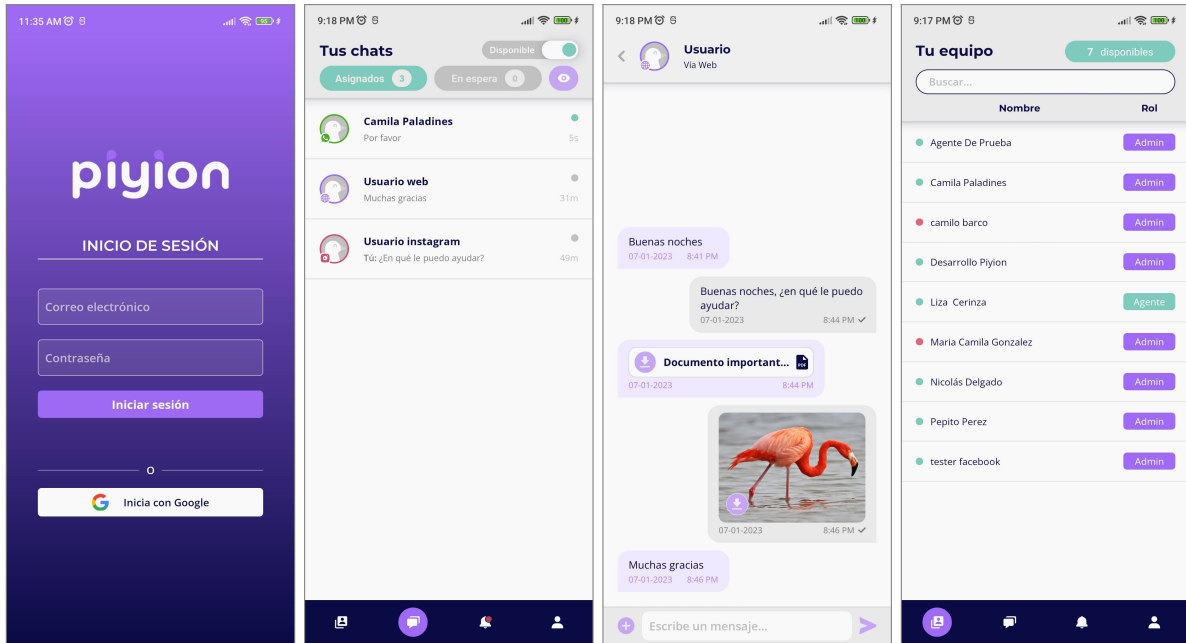 11:35 AM
95
piyion
INICIO DE SESIÓN
Correo electrónico
Contraseña
Iniciar sesión
O
Inicia con Google
9:18 PM
100
Tus chats
Disponible
Asignados 3
En espera 0
Camila Paladines
Por favor
5s
Usuario web
Muchas gracias
31m
Usuario instagram
Tú: ¿En qué le puedo ayudar?
49m
9:18 PM
100
Usuario
Via Web
Buenas noches
07-01-2023 8:41 PM
Buenas noches, ¿en qué le puedo
ayudar?
07-01-2023 8:44 PM
Documento important... PDF
07-01-2023 8:44 PM
07-01-2023 8:46 PM
Muchas gracias
07-01-2023 8:46 PM
Escribe un mensaje...
9:17 PM
100
Tu equipo
7 disponibles
Buscar...
Nombre Rol
Agente De Prueba Admin
Camila Paladines Admin
camilo barco Admin
Desarrollo Piyion Admin
Liza Cerinza Agente
Maria Camila Gonzalez Admin
Nicolás Delgado Admin
Pepito Perez Admin
tester facebook Admin